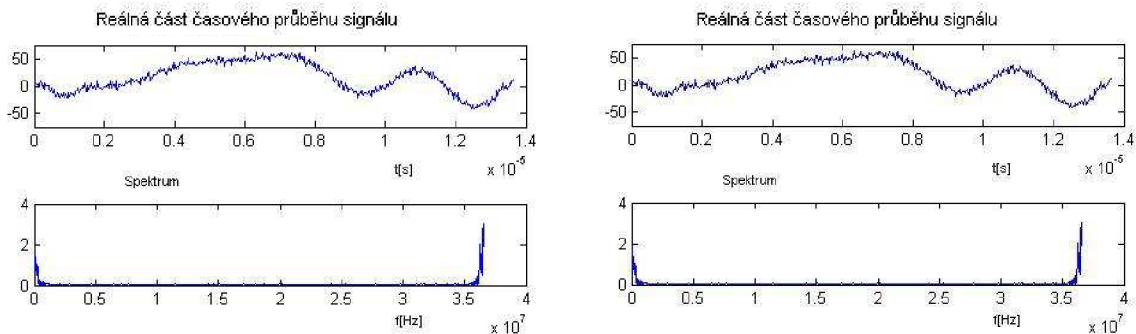 Reálná část časového průběhu signálu
50
0
-50
0 0.2 0.4 0.6 0.8 1 1.2 1.4
t[s]
x 10^-5
Spektrum
4
2
0
0 0.5 1 1.5 2 2.5 3 3.5 4
f[Hz]
x 10^7
Reálná část časového průběhu signálu
50
0
-50
0 0.2 0.4 0.6 0.8 1 1.2 1.4
t[s]
x 10^-5
Spektrum
4
2
0
0 0.5 1 1.5 2 2.5 3 3.5 4
f[Hz]
x 10^7